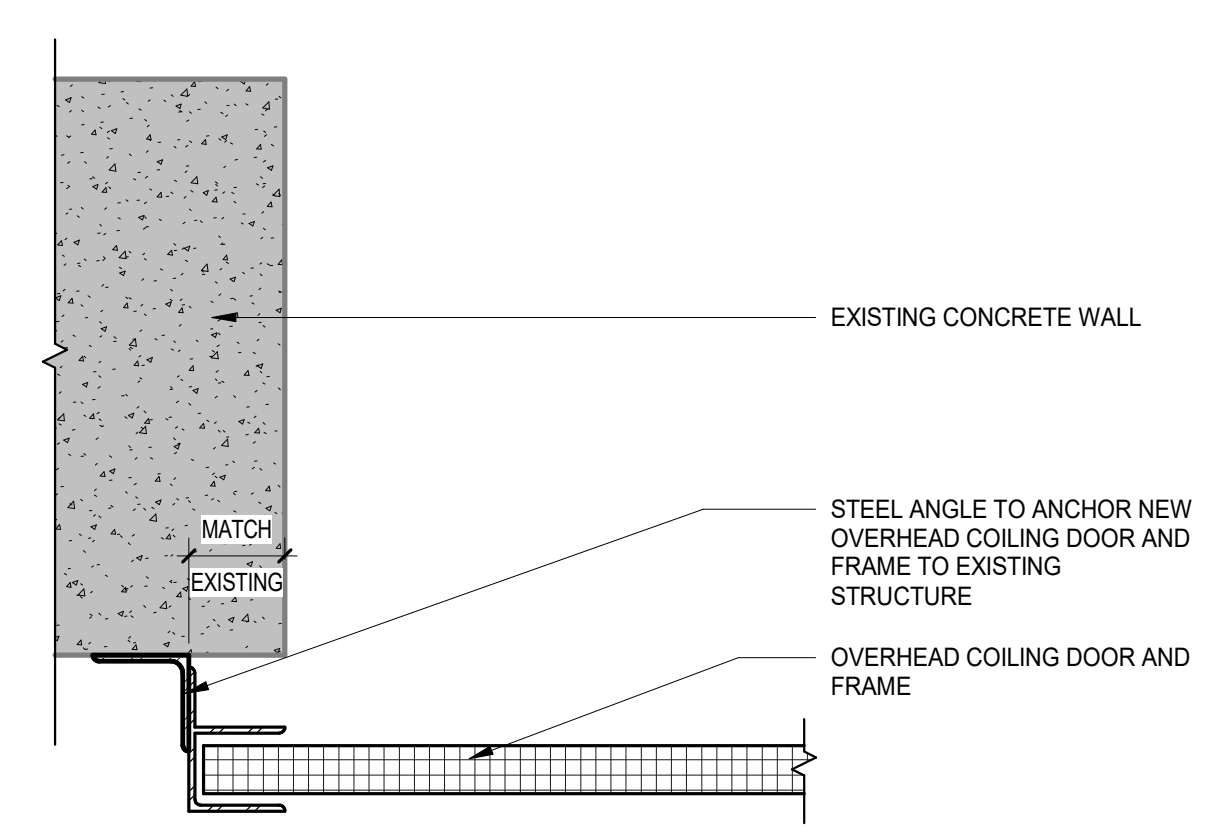 EXISTING CONCRETE WALL
MATCH
EXISTING
STEEL ANGLE TO ANCHOR NEW
OVERHEAD COILING DOOR AND
FRAME TO EXISTING
STRUCTURE
OVERHEAD COILING DOOR AND
FRAME